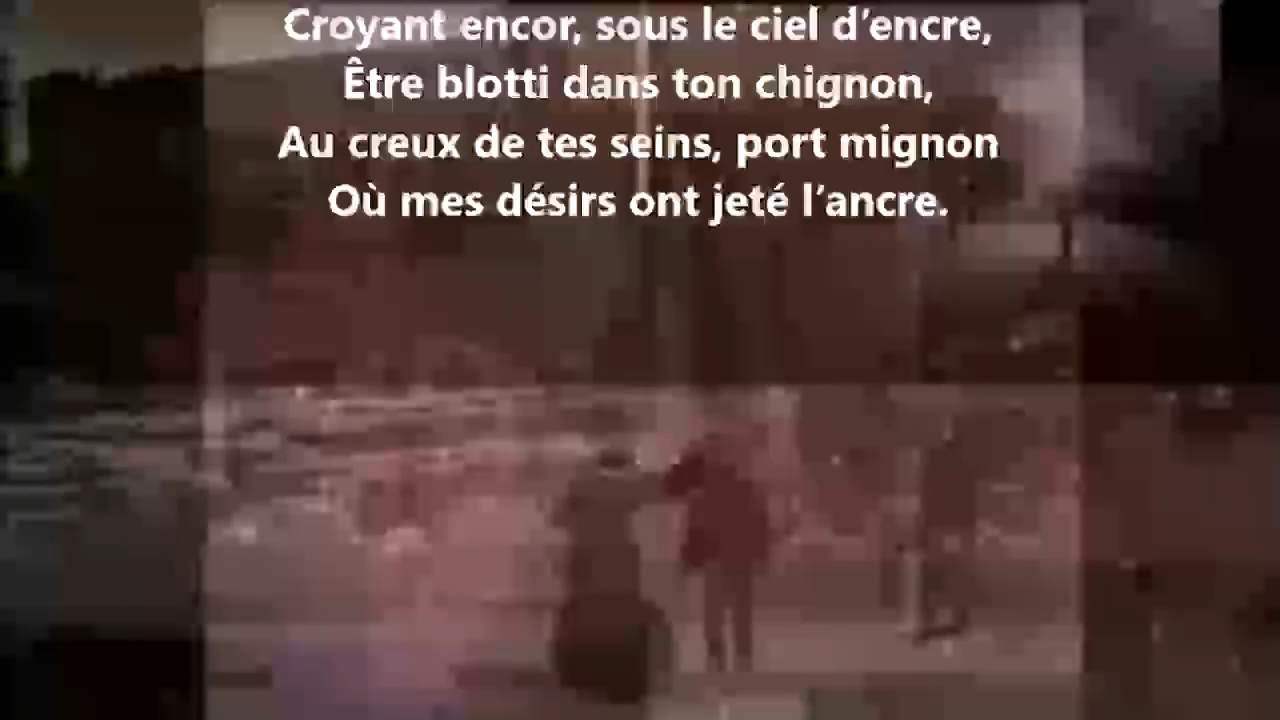 Croyant encor, sous le ciel d’encre,
Être blotti dans ton chignon,
Au creux de tes seins, port mignon
Où mes désirs ont jeté l’ancre.